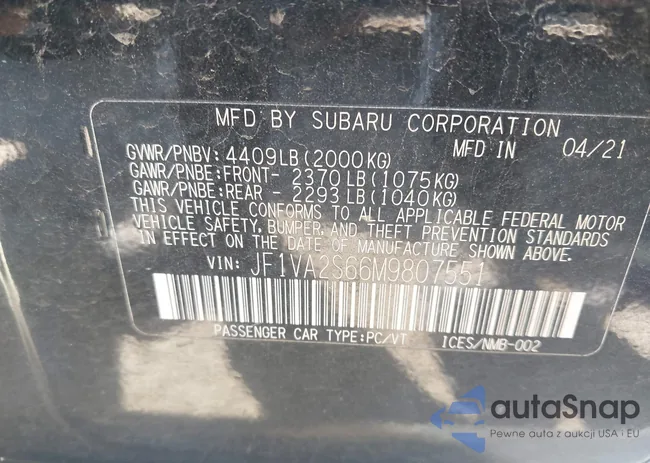 MFD BY SUBARU CORPORATION
GVWR/PNBV: 4409LB(2000KG) MFD IN 04/21
GAWR/PNBE:FRONT- 2370LB(1075KG)
GAWR/PNBE:REAR - 2293LB(1040KG)
THIS VEHICLE CONFORMS TO ALL APPLICABLE FEDERAL MOTOR
VEHICLE SAFETY, BUMPER, AND THEFT PREVENTION STANDARDS
IN EFFECT ON THE DATE OF MANUFACTURE SHOWN ABOVE.
VIN: JF1VA2S66M9807551
PASSENGER CAR TYPE:PC/VT ICES/NMB-002
autaSnap
Pewne auta z aukcji USA i EU